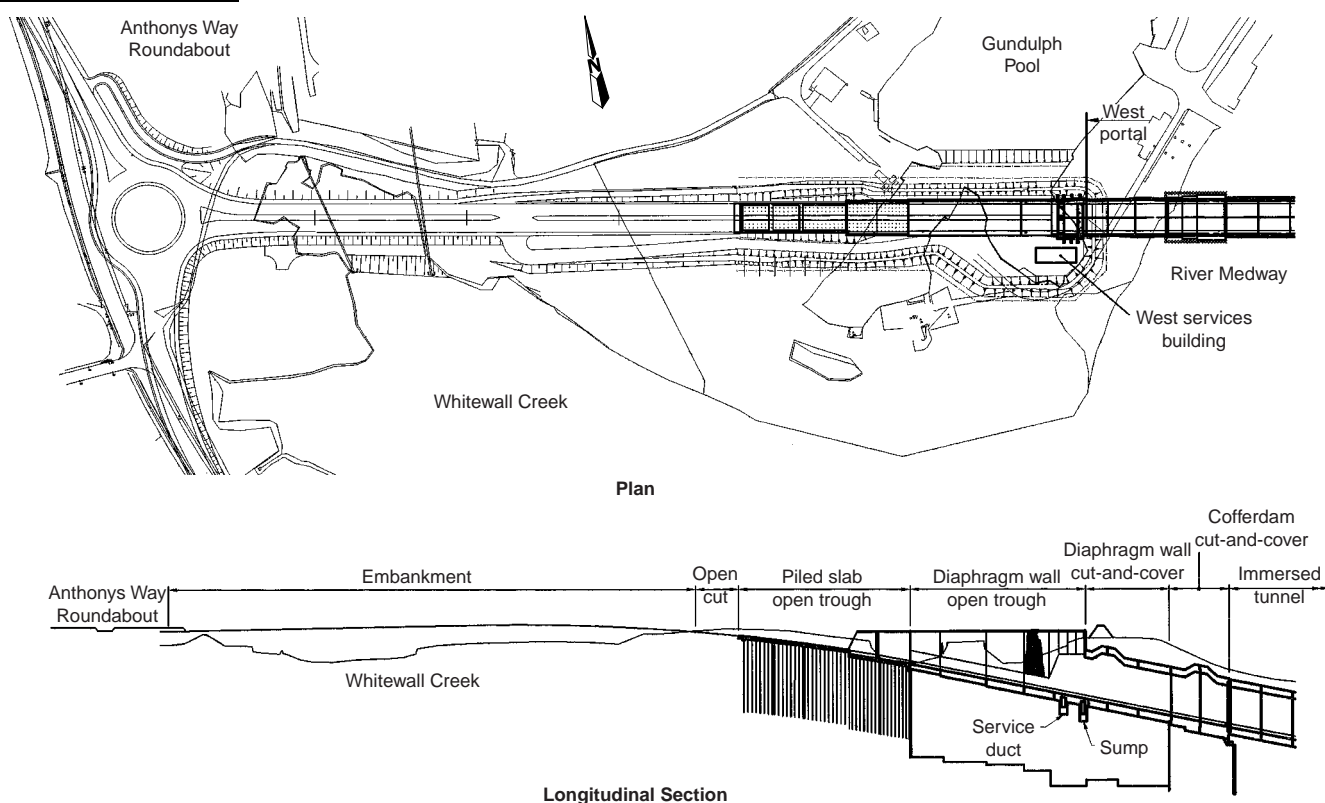 Anthonys Way
Roundabout
N
Gundulph
Pool
West
portal
River Medway
West services
building
Whitewall Creek
Plan
Cofferdam
cut-and-cover
Diaphragm wall
cut-and-cover
Immersed
tunnel
Anthonys Way
Roundabout
Embankment
Open
cut
Piled slab
open trough
Diaphragm wall
open trough
Whitewall Creek
Service
duct
Sump
Longitudinal Section